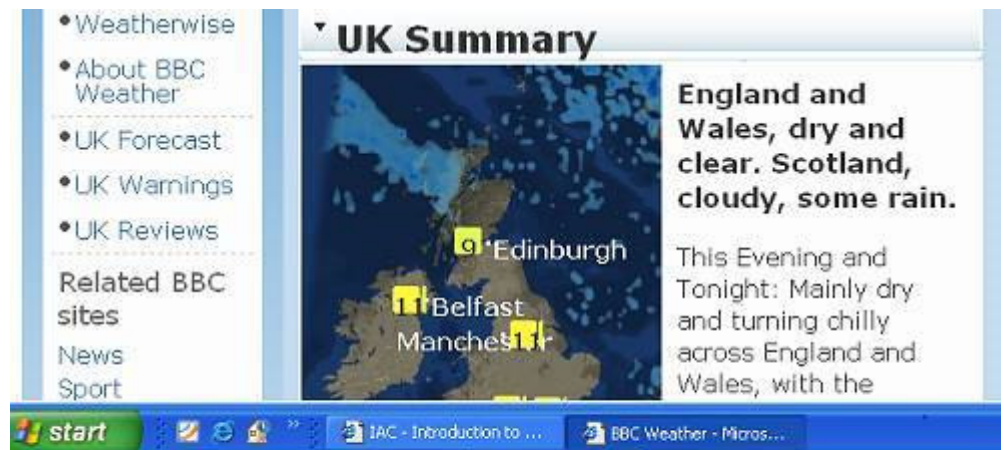 Weatherwise
About BBC
Weather
UK Forecast
UK Warnings
UK Reviews
Related BBC
sites
News
Sport
UK Summary
9 Edinburgh
11 Belfast
Manchester
11
England and
Wales, dry and
clear. Scotland,
cloudy, some rain.
This Evening and
Tonight: Mainly dry
and turning chilly
across England and
Wales, with the
start
IAC - Introduction to ...
BBC Weather - Micros...